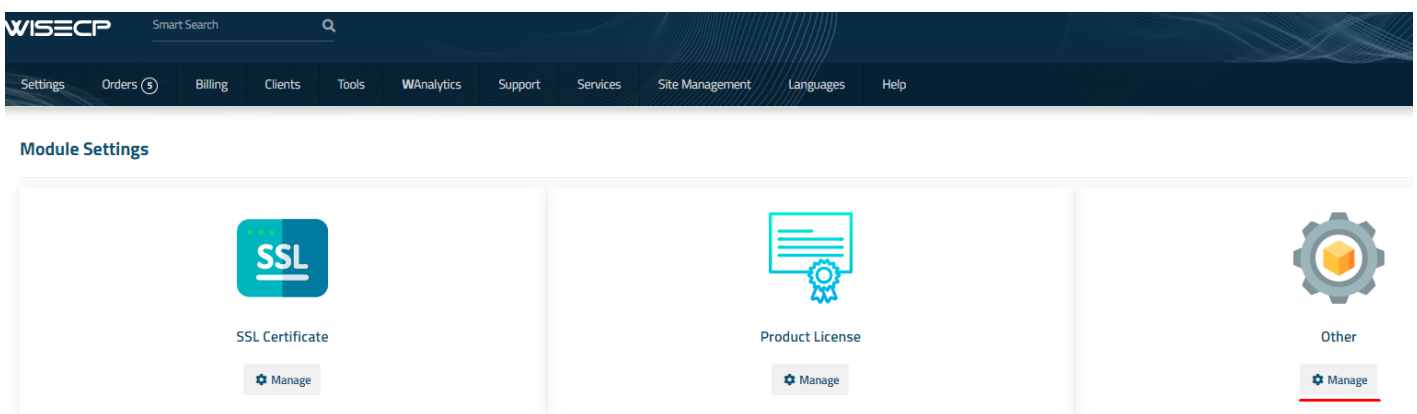 WISECP Smart Search
Settings Orders 5 Billing Clients Tools WAnalytics Support Services Site Management Languages Help
Module Settings
SSL
SSL Certificate Product License Other
Manage Manage Manage